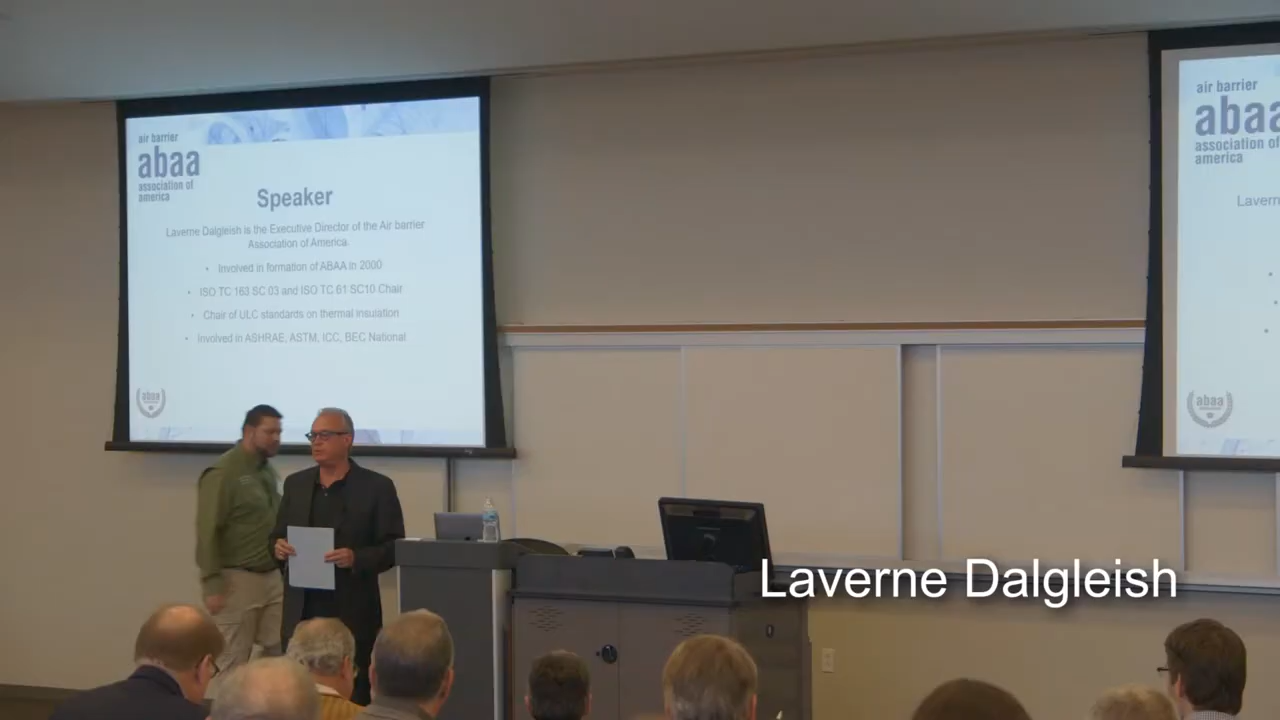 air barrier
abaa
association of
america
Speaker
Laverne Dalgleish is the Executive Director of the Air barrier
Association of America.
• Involved in formation of ABAA in 2000
• ISO TC 163 SC 03 and ISO TC 61 SC10 Chair
• Chair of ULC standards on thermal insulation
• Involved in ASHRAE, ASTM, ICC, BEC National
abaa
air barrier
abaa
association of
america
Lavern
abaa
Laverne Dalgleish